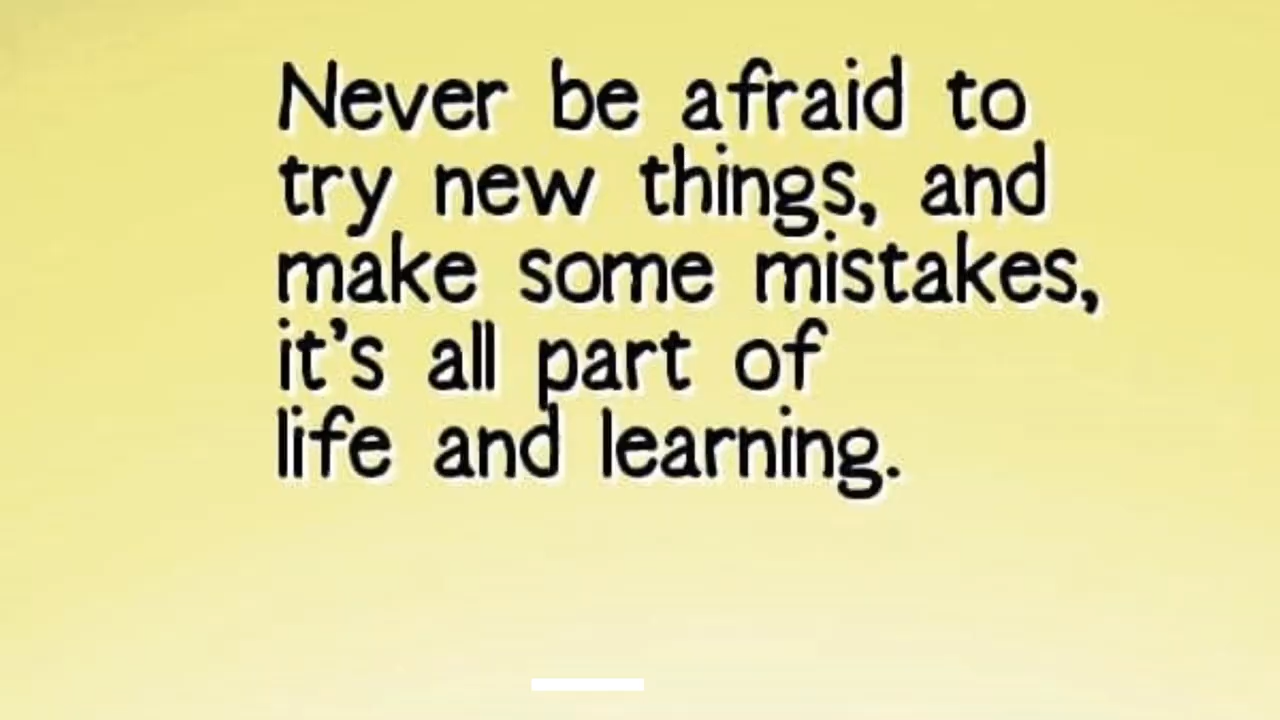 Never be afraid to
try new things, and
make some mistakes,
it's all part of
life and learning.